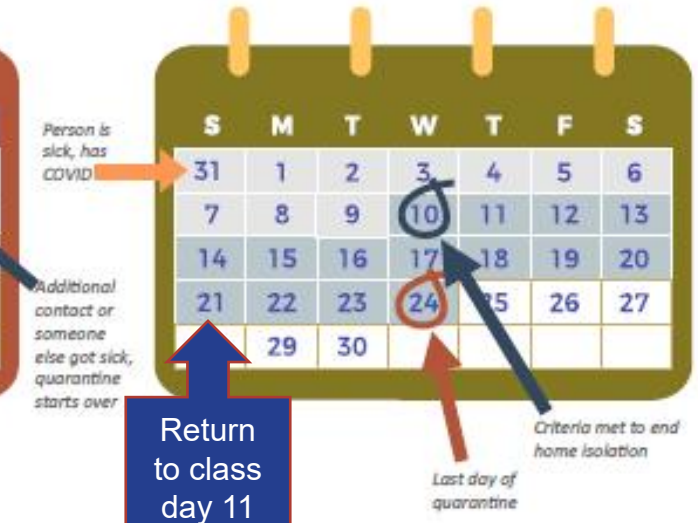 Person is
sick, has
COVID
Additional
contact or
someone
else got sick,
quarantine
starts over
S M T W T F S
31 1 2 3 4 5 6
7 8 9 10 11 12 13
14 15 16 17 18 19 20
21 22 23 24 25 26 27
29 30
Return
to class
day 11
Criteria met to end
home isolation
Last day of
quarantine